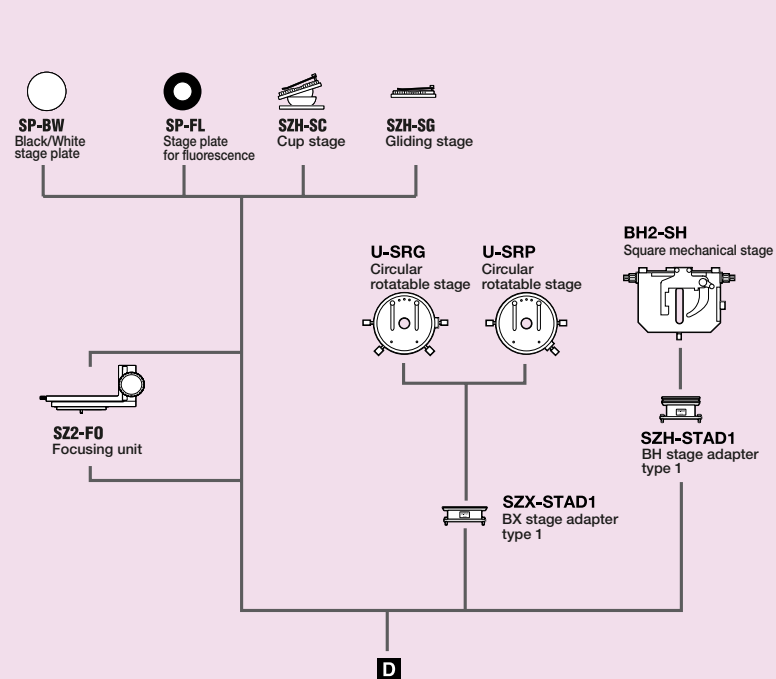 SP-BW
Black/White
stage plate
SP-FL
Stage plate
for fluorescence
SZH-SC
Cup stage
SZH-SG
Gliding stage
U-SRG
Circular
rotatable stage
U-SRP
Circular
rotatable stage
BH2-SH
Square mechanical stage
SZ2-FO
Focusing unit
SZH-STAD1
BH stage adapter
type 1
SZX-STAD1
BX stage adapter
type 1
D